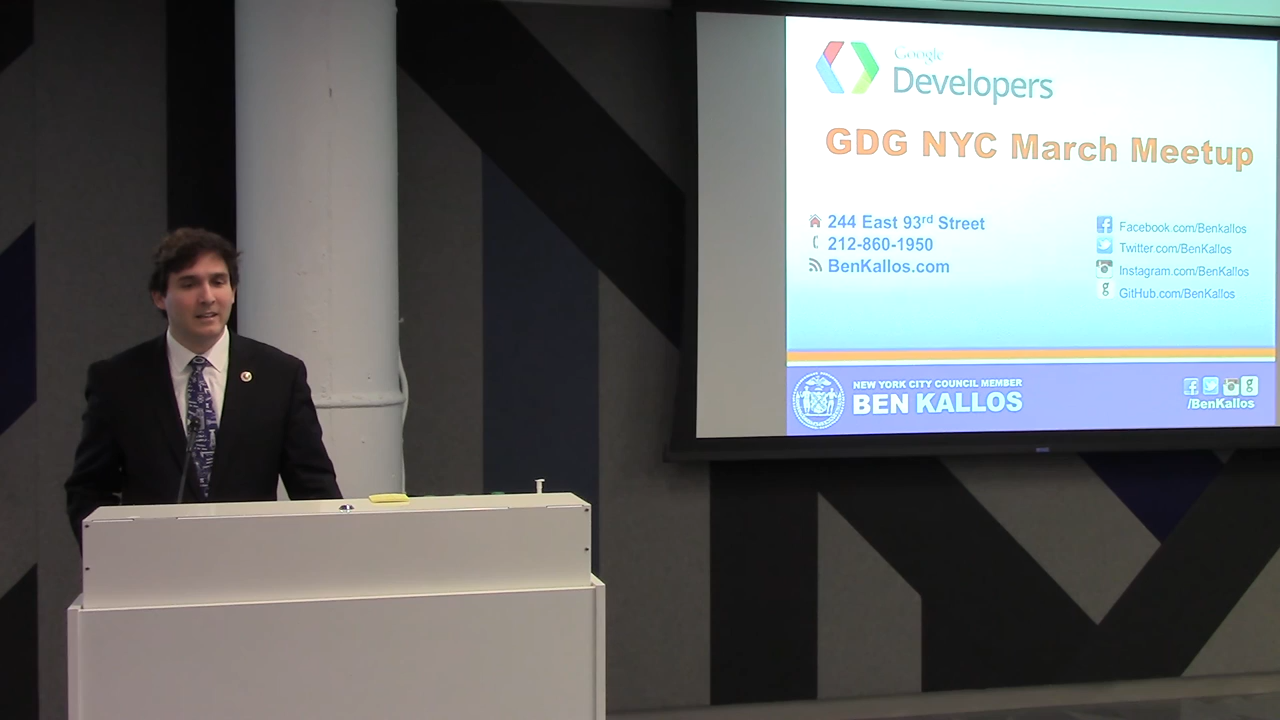 Google
Developers
GDG NYC March Meetup
244 East 93rd Street
212-860-1950
BenKallos.com
Facebook.com/Benkallos
Twitter.com/BenKallos
Instagram.com/BenKallos
GitHub.com/BenKallos
NEW YORK CITY COUNCIL MEMBER
BEN KALLOS
/BenKallos